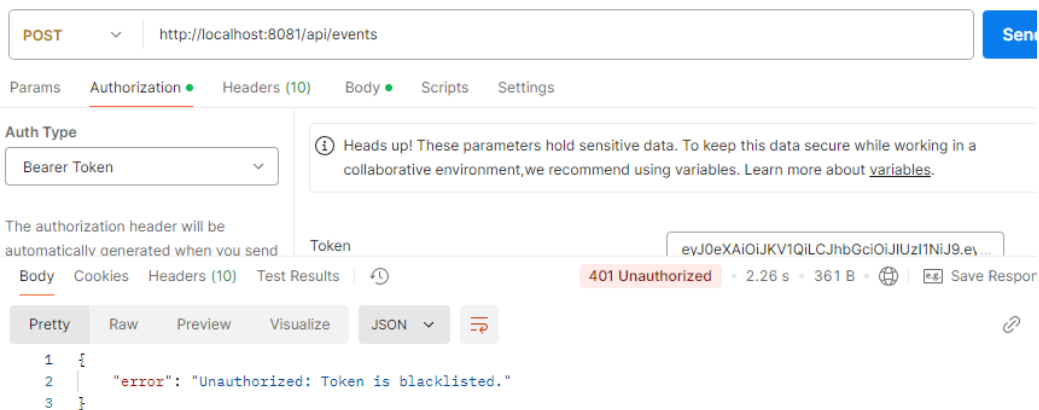 POST http://localhost:8081/api/events Send
Params Authorization Headers (10) Body Scripts Settings
Auth Type
Bearer Token
Heads up! These parameters hold sensitive data. To keep this data secure while working in a
collaborative environment,we recommend using variables. Learn more about variables.
The authorization header will be
automatically generated when you send
Token eyJ0eXAiOiJKV1QiLCJhbGciOiJIUzI1NiJ9.ey...
Body Cookies Headers (10) Test Results 401 Unauthorized 2.26 s 361 B e.g. Save Respon
Pretty Raw Preview Visualize JSON
1 {
2 "error": "Unauthorized: Token is blacklisted."
3 }